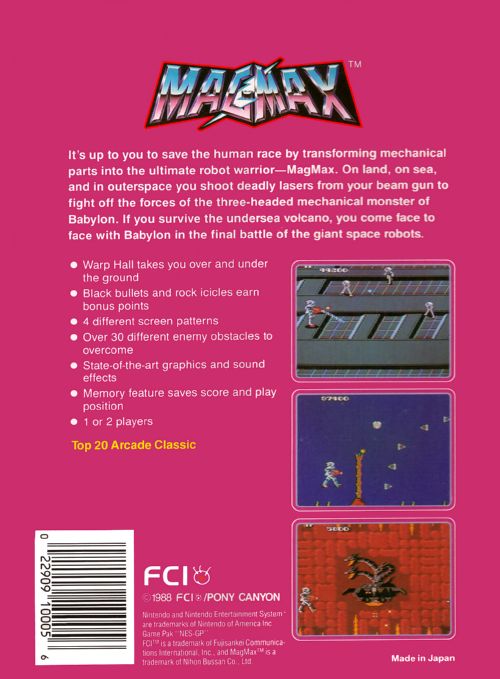 MAGMAX™
It's up to you to save the human race by transforming mechanical
parts into the ultimate robot warrior—MagMax. On land, on sea,
and in outerspace you shoot deadly lasers from your beam gun to
fight off the forces of the three-headed mechanical monster of
Babylon. If you survive the undersea volcano, you come face to
face with Babylon in the final battle of the giant space robots.
● Warp Hall takes you over and under
the ground
● Black bullets and rock icicles earn
bonus points
● 4 different screen patterns
● Over 30 different enemy obstacles to
overcome
● State-of-the-art graphics and sound
effects
● Memory feature saves score and play
position
● 1 or 2 players
Top 20 Arcade Classic
44200
57400
5800
0 22909 10005 6
FCI
©1988 FCI/PONY CANYON
Nintendo and Nintendo Entertainment System™
are trademarks of Nintendo of America Inc.
Game Pak "NES-GP"
FCI™ is a trademark of Fujisankei Communica-
tions International, Inc., and MagMax™ is a
trademark of Nihon Bussan Co., Ltd.
Made in Japan